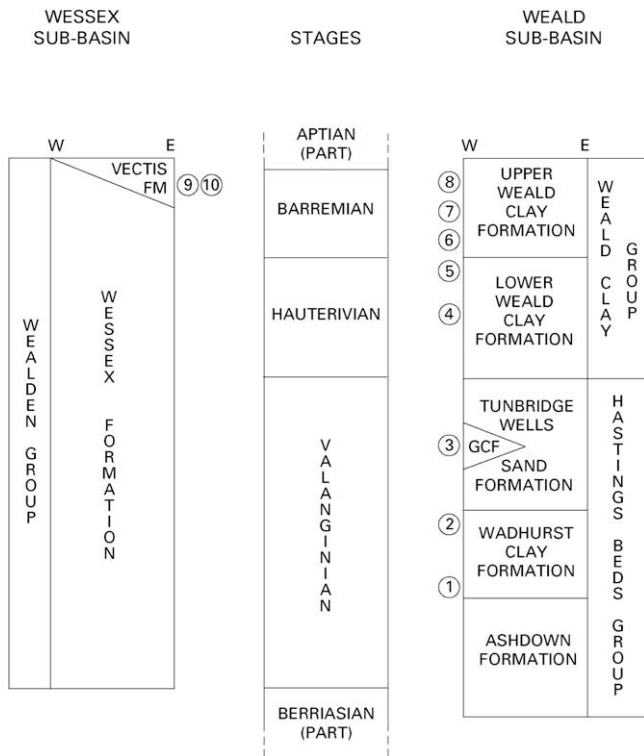 WESSEX
SUB-BASIN
STAGES
WEALD
SUB-BASIN
W E
W E
VECTIS
FM
9 10
WEALDEN GROUP
WESSEX FORMATION
APTIAN
(PART)
BARREMIAN
HAUTERIVIAN
VALANGINIAN
BERRIASIAN
(PART)
8
7
6
5
4
3
2
1
UPPER
WEALD
CLAY
FORMATION
LOWER
WEALD
CLAY
FORMATION
TUNBRIDGE
WELLS
GCF
SAND
FORMATION
WADHURST
CLAY
FORMATION
ASHDOWN
FORMATION
WEALD CLAY
GROUP
HASTINGS BEDS GROUP